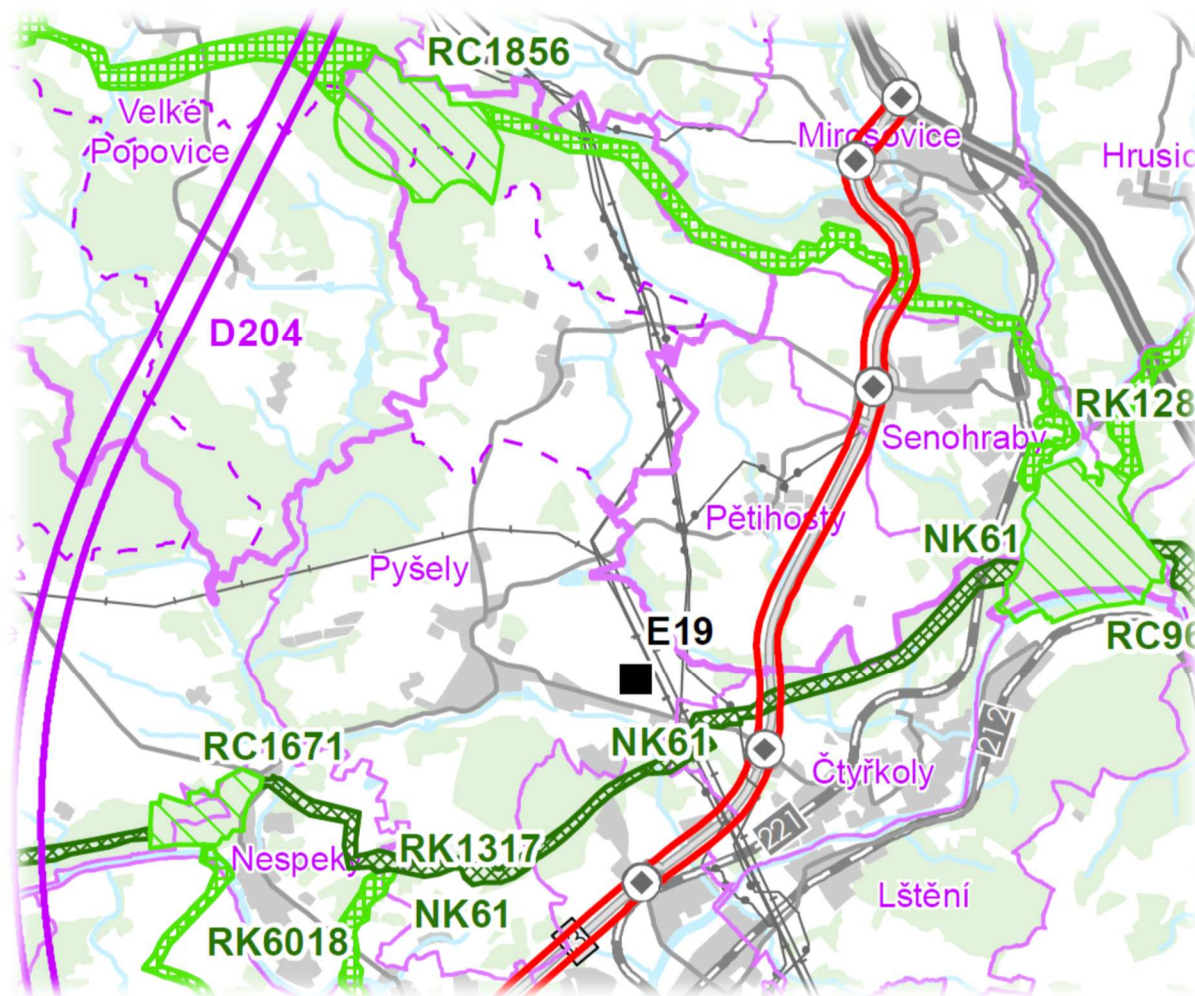 RC1856
Velké
Popovice
Mirošovice
Hrusic
D204
RK128
Senohraby
Pětihosty
NK61
Pyšely
E19
RC96
212
RC1671
NK61
Čtyřkoly
221
Nespeky
RK1317
NK61
Lštění
RK6018
3